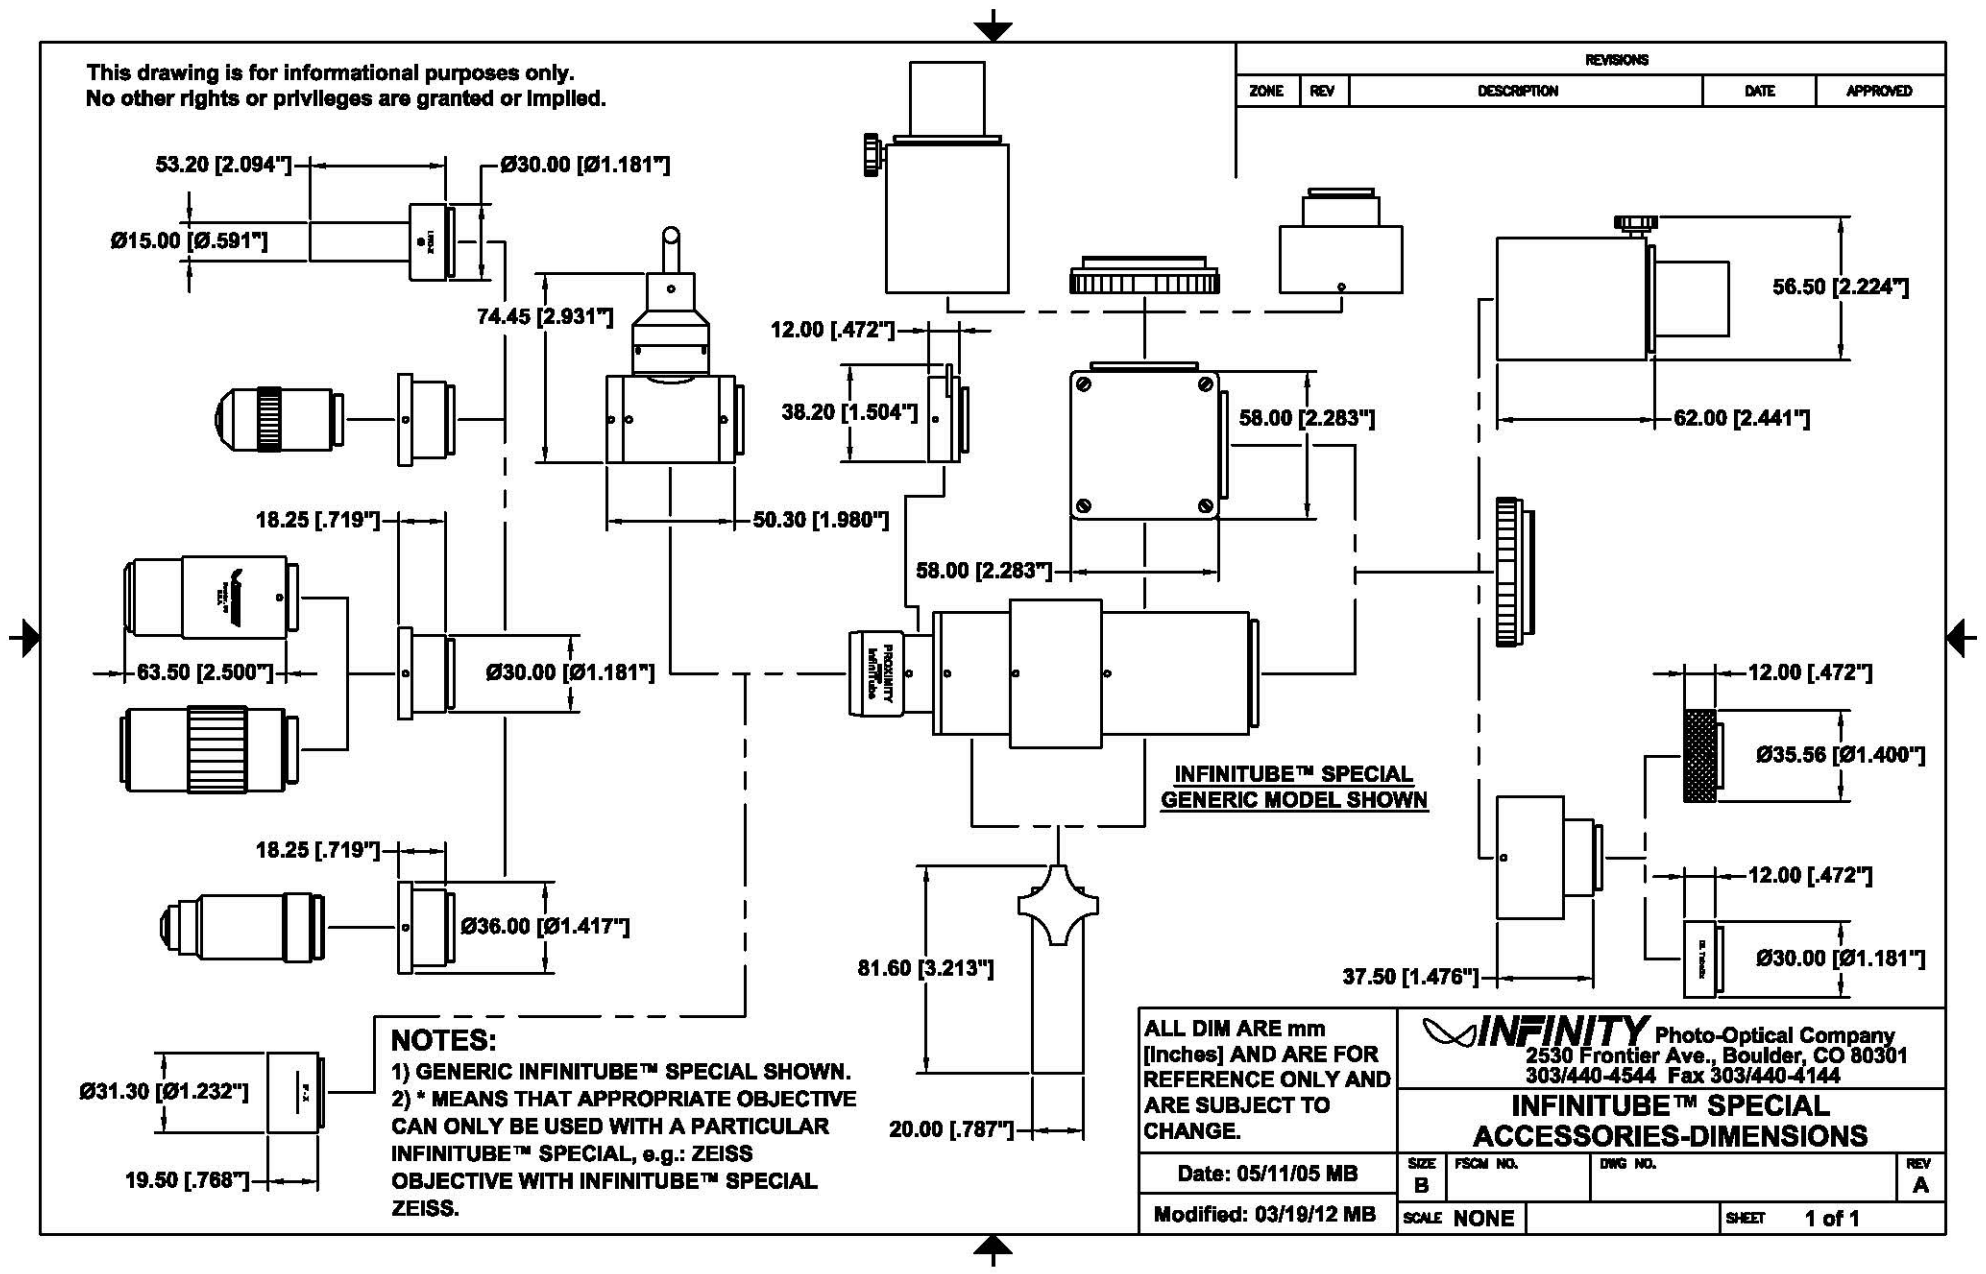 This drawing is for informational purposes only.
No other rights or privileges are granted or implied.
REVISIONS
ZONE REV DESCRIPTION DATE APPROVED
53.20 [2.094"]
Ø30.00 [Ø1.181"]
Ø15.00 [Ø.591"]
74.45 [2.931"]
12.00 [.472"]
38.20 [1.504"]
58.00 [2.283"]
56.50 [2.224"]
62.00 [2.441"]
18.25 [.719"]
50.30 [1.980"]
58.00 [2.283"]
63.50 [2.500"]
Ø30.00 [Ø1.181"]
PROXIMITY
InfiniTube
12.00 [.472"]
Ø35.56 [Ø1.400"]
INFINITUBE™ SPECIAL
GENERIC MODEL SHOWN
18.25 [.719"]
Ø36.00 [Ø1.417"]
81.60 [3.213"]
12.00 [.472"]
DL Tubelix
Ø30.00 [Ø1.181"]
37.50 [1.476"]
Ø31.30 [Ø1.232"]
19.50 [.768"]
20.00 [.787"]
NOTES:
1) GENERIC INFINITUBE™ SPECIAL SHOWN.
2) * MEANS THAT APPROPRIATE OBJECTIVE
CAN ONLY BE USED WITH A PARTICULAR
INFINITUBE™ SPECIAL, e.g.: ZEISS
OBJECTIVE WITH INFINITUBE™ SPECIAL
ZEISS.
ALL DIM ARE mm
[Inches] AND ARE FOR
REFERENCE ONLY AND
ARE SUBJECT TO
CHANGE.
Date: 05/11/05 MB
Modified: 03/19/12 MB
INFINITY Photo-Optical Company
2530 Frontier Ave., Boulder, CO 80301
303/440-4544 Fax 303/440-4144
INFINITUBE™ SPECIAL
ACCESSORIES-DIMENSIONS
SIZE B FSCM NO. DWG NO. REV A
SCALE NONE SHEET 1 of 1